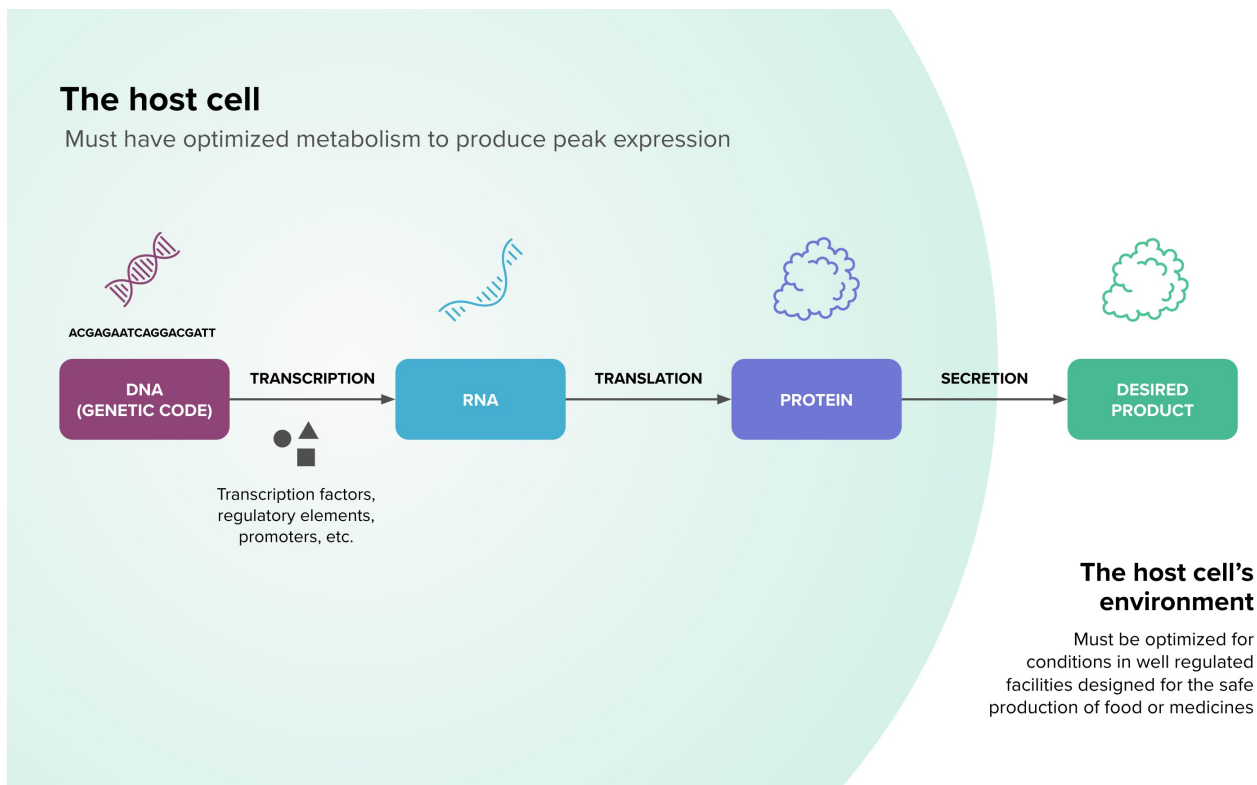 The host cell
Must have optimized metabolism to produce peak expression
ACGAGAATCAGGACGATT
DNA
(GENETIC CODE)
TRANSCRIPTION
RNA
TRANSLATION
PROTEIN
SECRETION
DESIRED
PRODUCT
Transcription factors,
regulatory elements,
promoters, etc.
The host cell’s
environment
Must be optimized for
conditions in well regulated
facilities designed for the safe
production of food or medicines